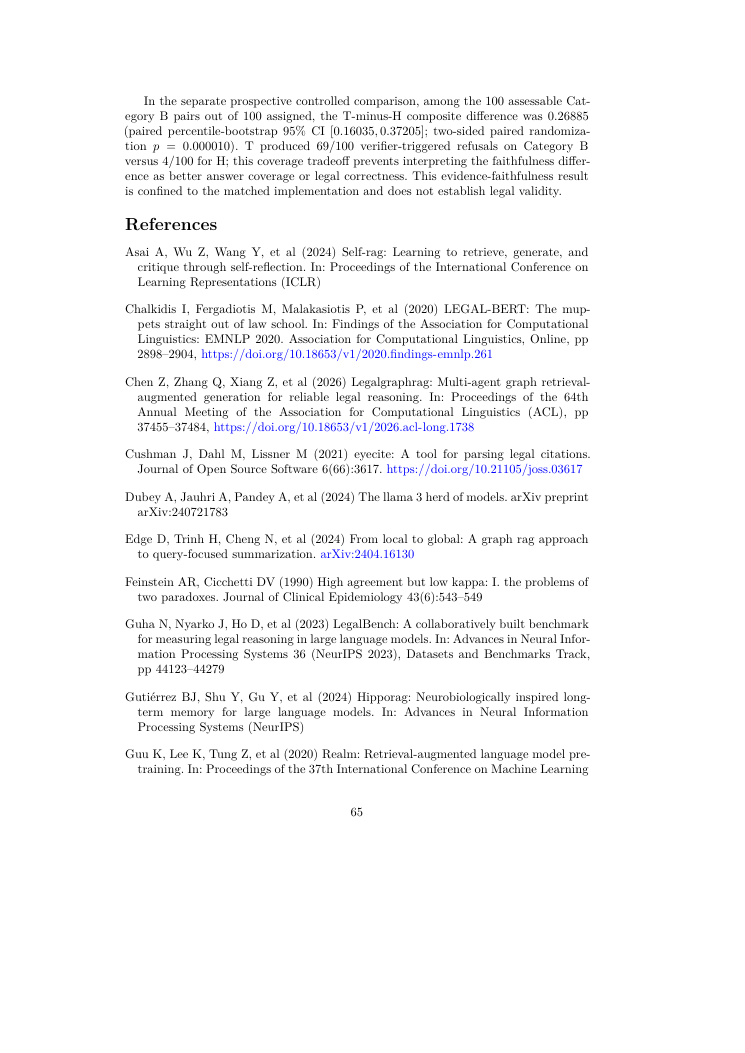 In the separate prospective controlled comparison, among the 100 assessable Cat-
egory B pairs out of 100 assigned, the T-minus-H composite difference was 0.26885
(paired percentile-bootstrap 95% CI [0.16035, 0.37205]; two-sided paired randomiza-
tion p = 0.000010). T produced 69/100 verifier-triggered refusals on Category B
versus 4/100 for H; this coverage tradeoff prevents interpreting the faithfulness differ-
ence as better answer coverage or legal correctness. This evidence-faithfulness result
is confined to the matched implementation and does not establish legal validity.
References
Asai A, Wu Z, Wang Y, et al (2024) Self-rag: Learning to retrieve, generate, and
critique through self-reflection. In: Proceedings of the International Conference on
Learning Representations (ICLR)
Chalkidis I, Fergadiotis M, Malakasiotis P, et al (2020) LEGAL-BERT: The mup-
pets straight out of law school. In: Findings of the Association for Computational
Linguistics: EMNLP 2020. Association for Computational Linguistics, Online, pp
2898–2904, https://doi.org/10.18653/v1/2020.findings-emnlp.261
Chen Z, Zhang Q, Xiang Z, et al (2026) Legalgraphrag: Multi-agent graph retrieval-
augmented generation for reliable legal reasoning. In: Proceedings of the 64th
Annual Meeting of the Association for Computational Linguistics (ACL), pp
37455–37484, https://doi.org/10.18653/v1/2026.acl-long.1738
Cushman J, Dahl M, Lissner M (2021) eyecite: A tool for parsing legal citations.
Journal of Open Source Software 6(66):3617. https://doi.org/10.21105/joss.03617
Dubey A, Jauhri A, Pandey A, et al (2024) The llama 3 herd of models. arXiv preprint
arXiv:240721783
Edge D, Trinh H, Cheng N, et al (2024) From local to global: A graph rag approach
to query-focused summarization. arXiv:2404.16130
Feinstein AR, Cicchetti DV (1990) High agreement but low kappa: I. the problems of
two paradoxes. Journal of Clinical Epidemiology 43(6):543–549
Guha N, Nyarko J, Ho D, et al (2023) LegalBench: A collaboratively built benchmark
for measuring legal reasoning in large language models. In: Advances in Neural Infor-
mation Processing Systems 36 (NeurIPS 2023), Datasets and Benchmarks Track,
pp 44123–44279
Gutiérrez BJ, Shu Y, Gu Y, et al (2024) Hipporag: Neurobiologically inspired long-
term memory for large language models. In: Advances in Neural Information
Processing Systems (NeurIPS)
Guu K, Lee K, Tung Z, et al (2020) Realm: Retrieval-augmented language model pre-
training. In: Proceedings of the 37th International Conference on Machine Learning
65